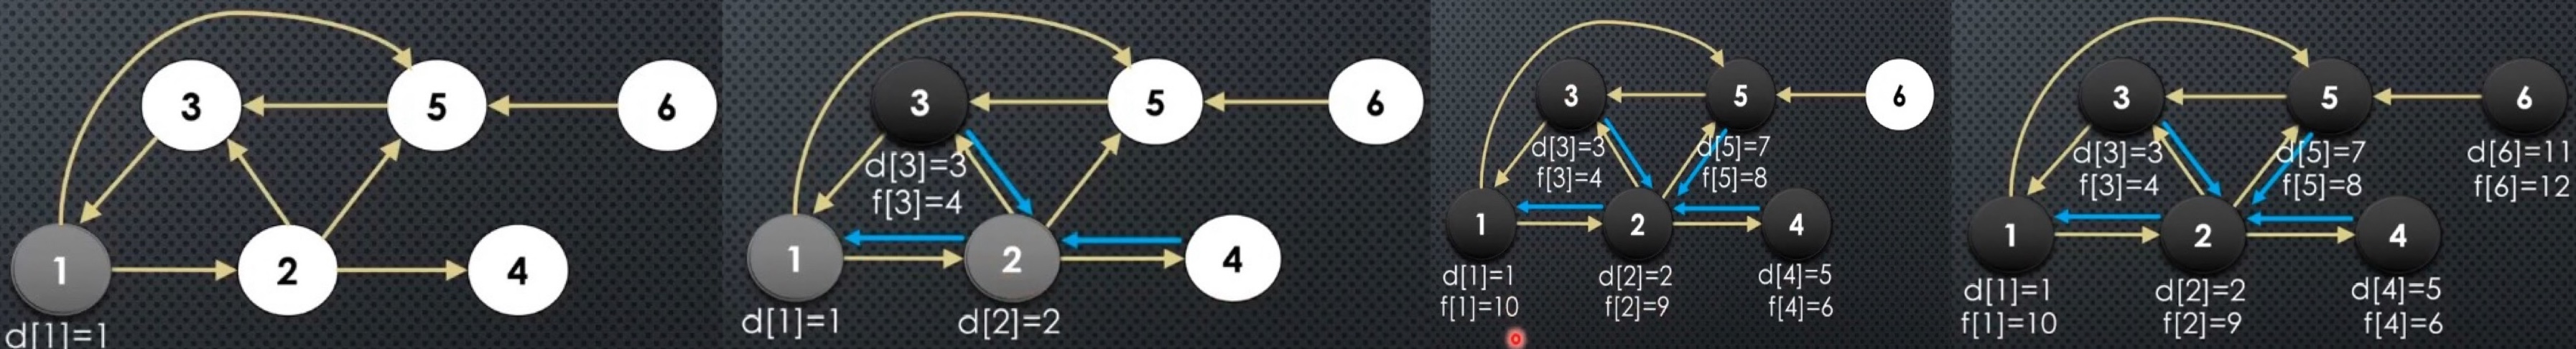 3
5
6
1
2
4
d[1]=1
3
5
6
d[3]=3
f[3]=4
1
2
4
d[1]=1
d[2]=2
3
5
6
d[3]=3
d[5]=7
f[3]=4
f[5]=8
1
2
4
d[1]=1
d[2]=2
d[4]=5
f[1]=10
f[2]=9
f[4]=6
3
5
6
d[3]=3
d[5]=7
d[6]=11
f[3]=4
f[5]=8
f[6]=12
1
2
4
d[1]=1
d[2]=2
d[4]=5
f[1]=10
f[2]=9
f[4]=6